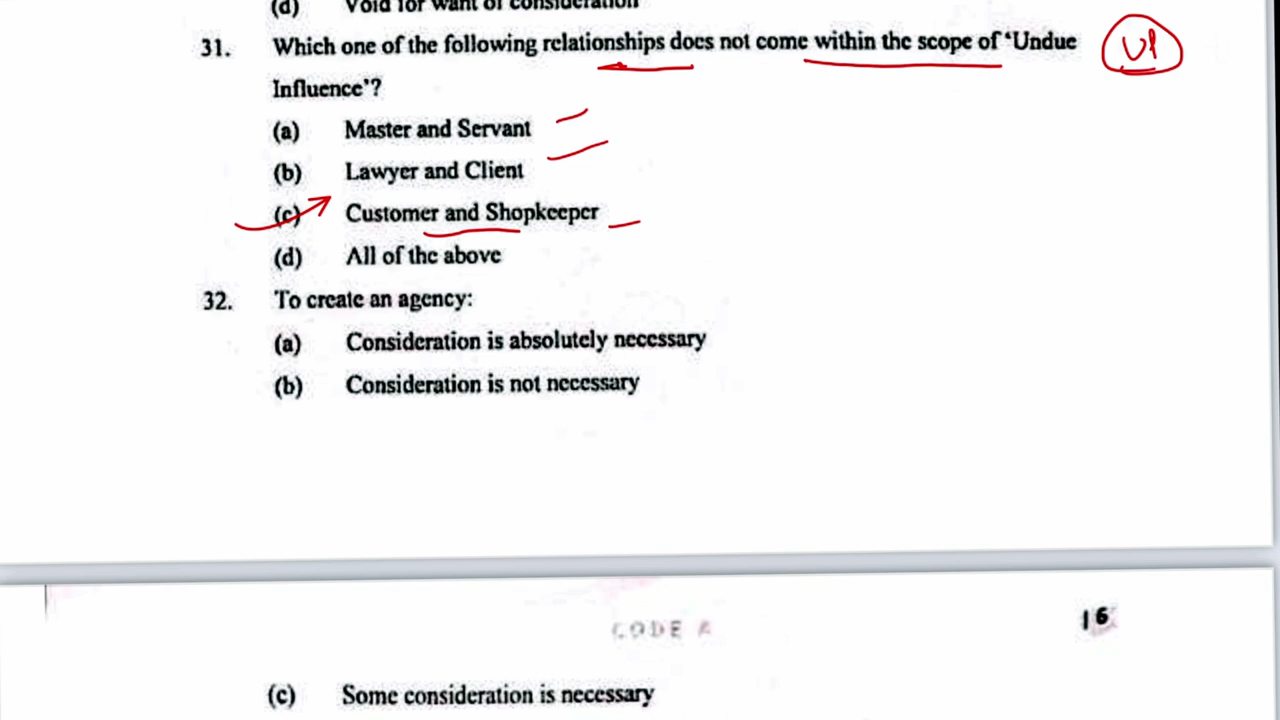 (d) Void for want of consideration
31. Which one of the following relationships does not come within the scope of 'Undue
Influence'?
UI
(a) Master and Servant
(b) Lawyer and Client
(c) Customer and Shopkeeper
(d) All of the above
32. To create an agency:
(a) Consideration is absolutely necessary
(b) Consideration is not necessary
CODE A
16
(c) Some consideration is necessary